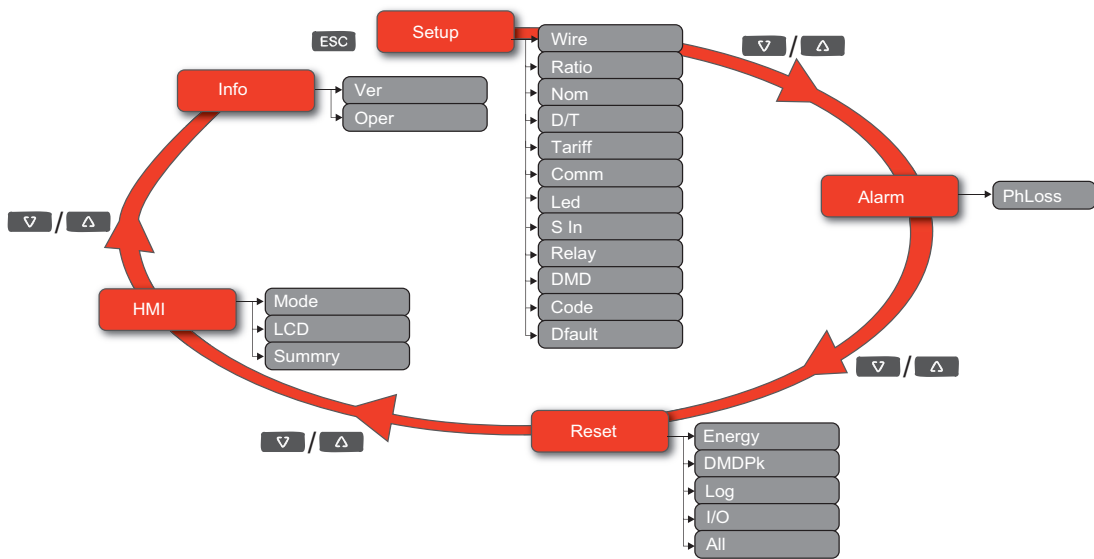 ESC
Setup
Wire
Ratio
Nom
D/T
Tariff
Comm
Led
S In
Relay
DMD
Code
Dfault
/
Alarm
PhLoss
/
Reset
Energy
DMDPk
Log
I/O
All
/
HMI
Mode
LCD
Summry
/
Info
Ver
Oper